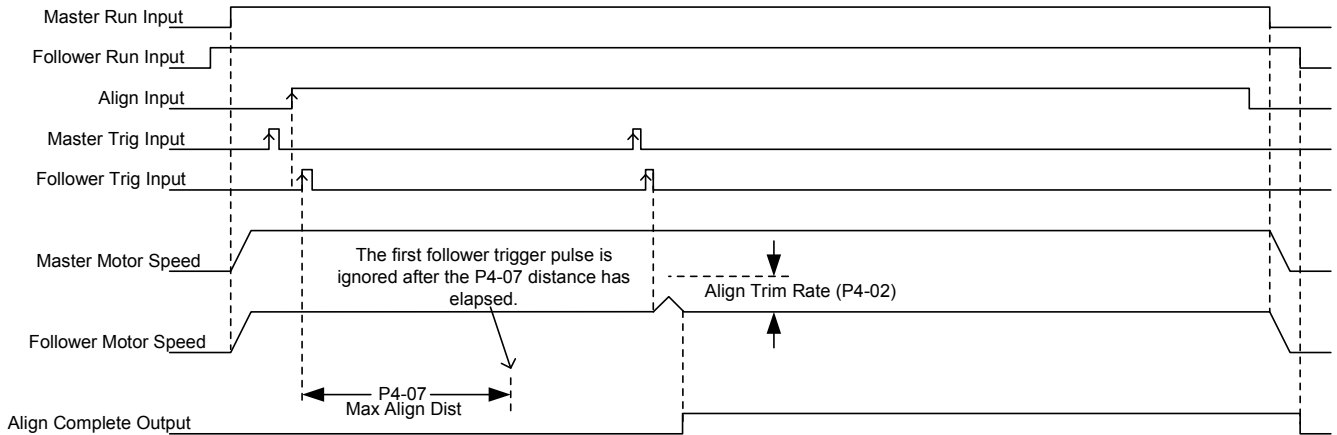 Master Run Input
Follower Run Input
Align Input
Master Trig Input
Follower Trig Input
Master Motor Speed
The first follower trigger pulse is
ignored after the P4-07 distance has
elapsed.
Align Trim Rate (P4-02)
Follower Motor Speed
P4-07
Max Align Dist
Align Complete Output